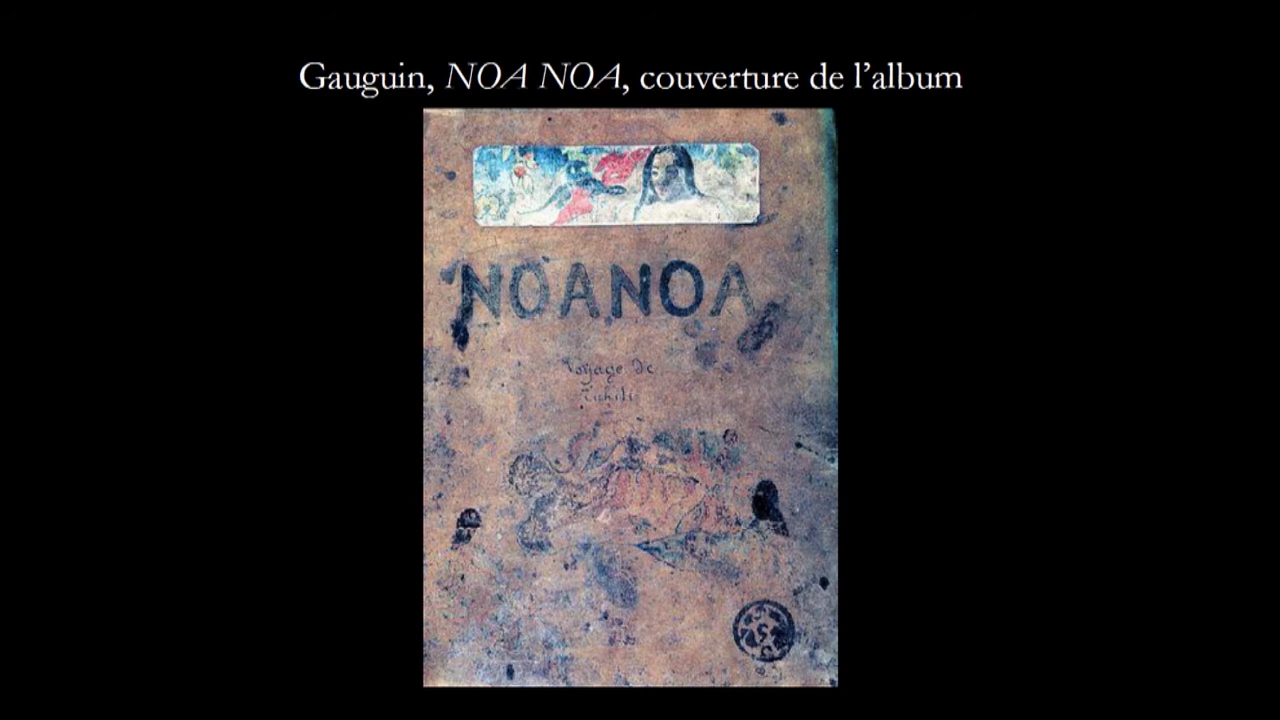 Gauguin, NOA NOA, couverture de l’album
NOANOA
Voyage de
Tahiti